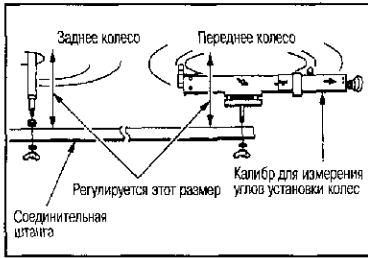 Заднее колесо
Переднее колесо
Регулируется этот размер
Калибр для измерения
углов установки колес
Соединительная
штанга